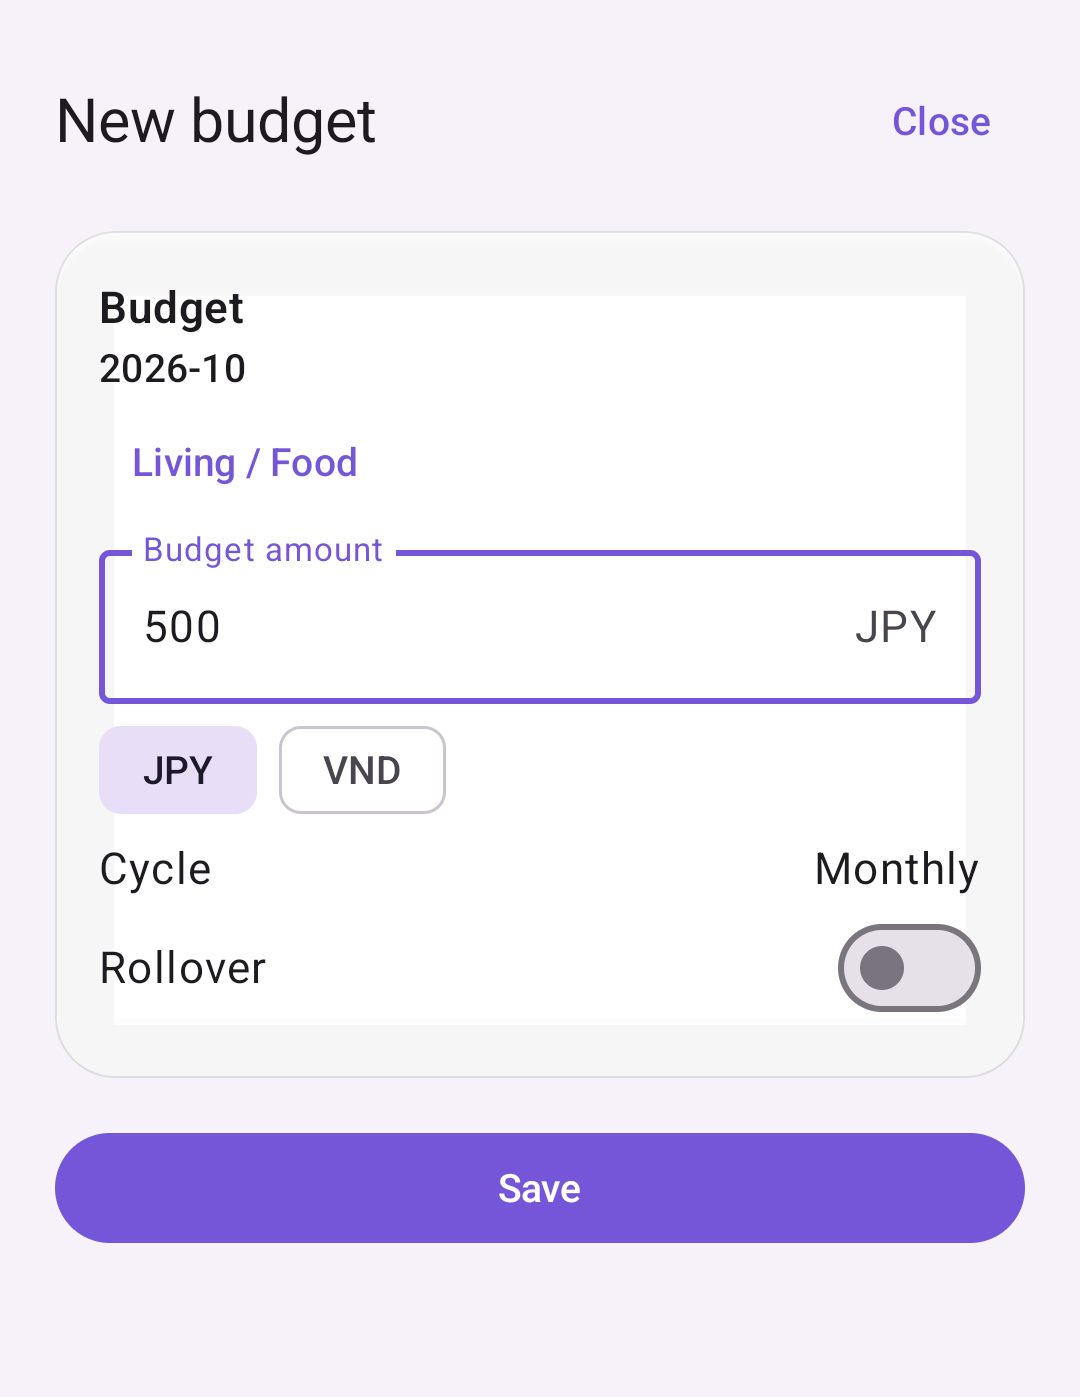 New budget
Close
Budget
2026-10
Living / Food
Budget amount
500 JPY
JPY VND
Cycle Monthly
Rollover
Save